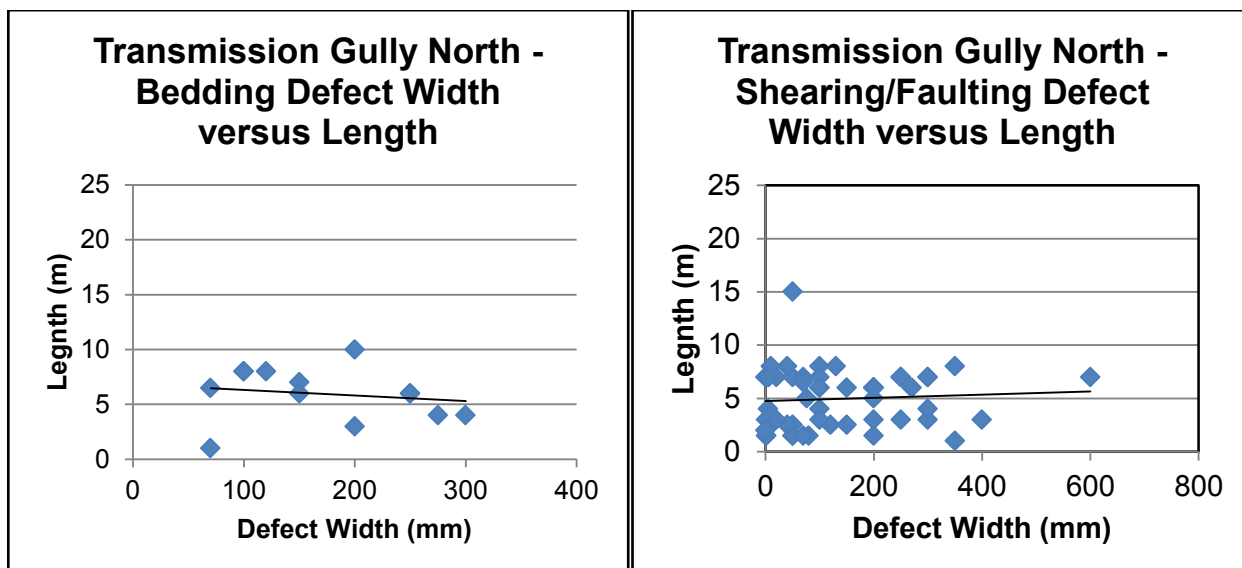 Transmission Gully North -
Bedding Defect Width
versus Length
25
20
15
10
5
0
Legnth (m)
0 100 200 300 400
Defect Width (mm)
Transmission Gully North -
Shearing/Faulting Defect
Width versus Length
25
20
15
10
5
0
Legnth (m)
0 200 400 600 800
Defect Width (mm)